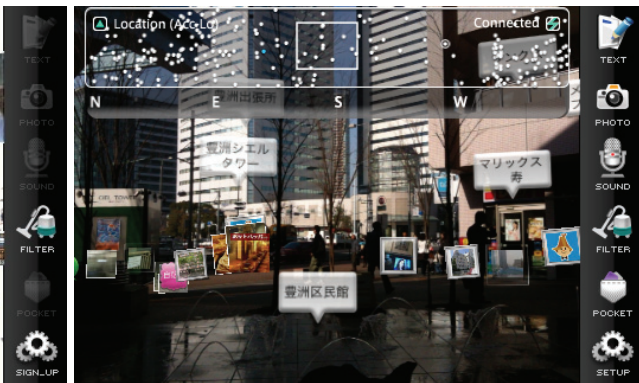 TEXT
PHOTO
SOUND
FILTER
POCKET
SIGN_UP
Location (Acc-Lo)
Connected
N E S W
豊洲出張所
豊洲シエル
タワー
マリックス
寿
豊洲区民館
TEXT
PHOTO
SOUND
FILTER
POCKET
SETUP